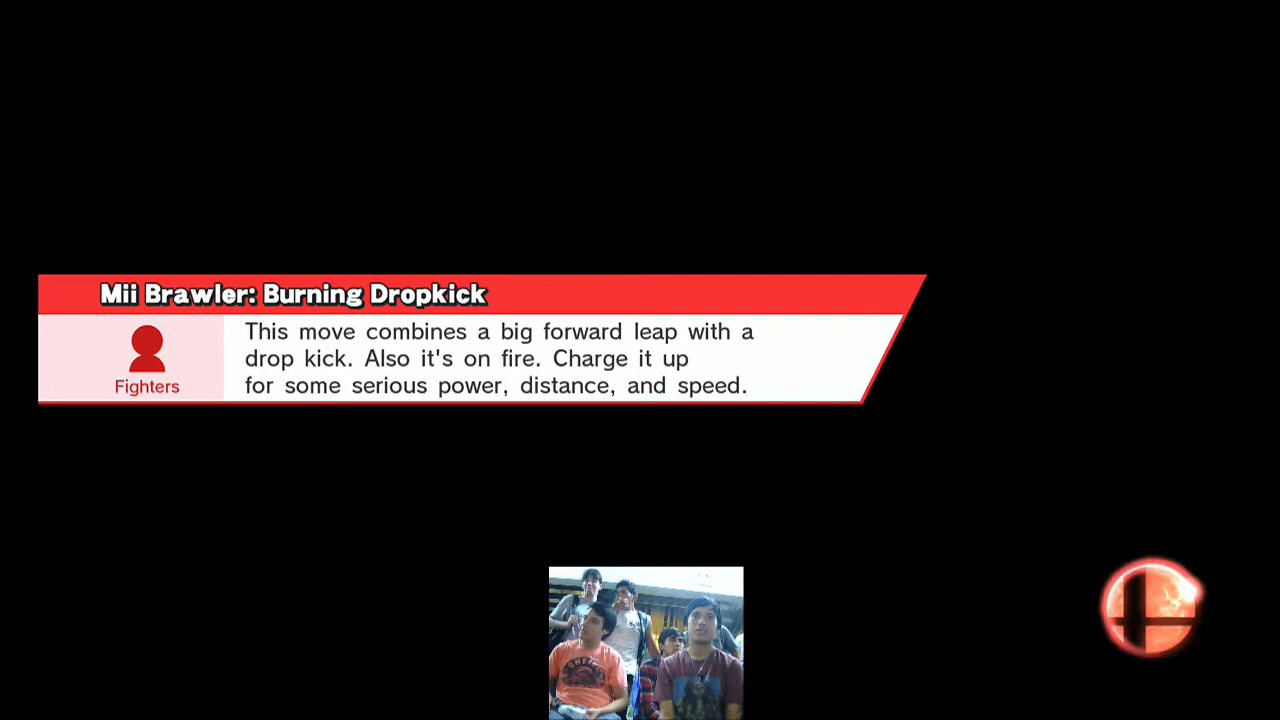 Mii Brawler: Burning Dropkick
This move combines a big forward leap with a
drop kick. Also it's on fire. Charge it up
for some serious power, distance, and speed.
Fighters